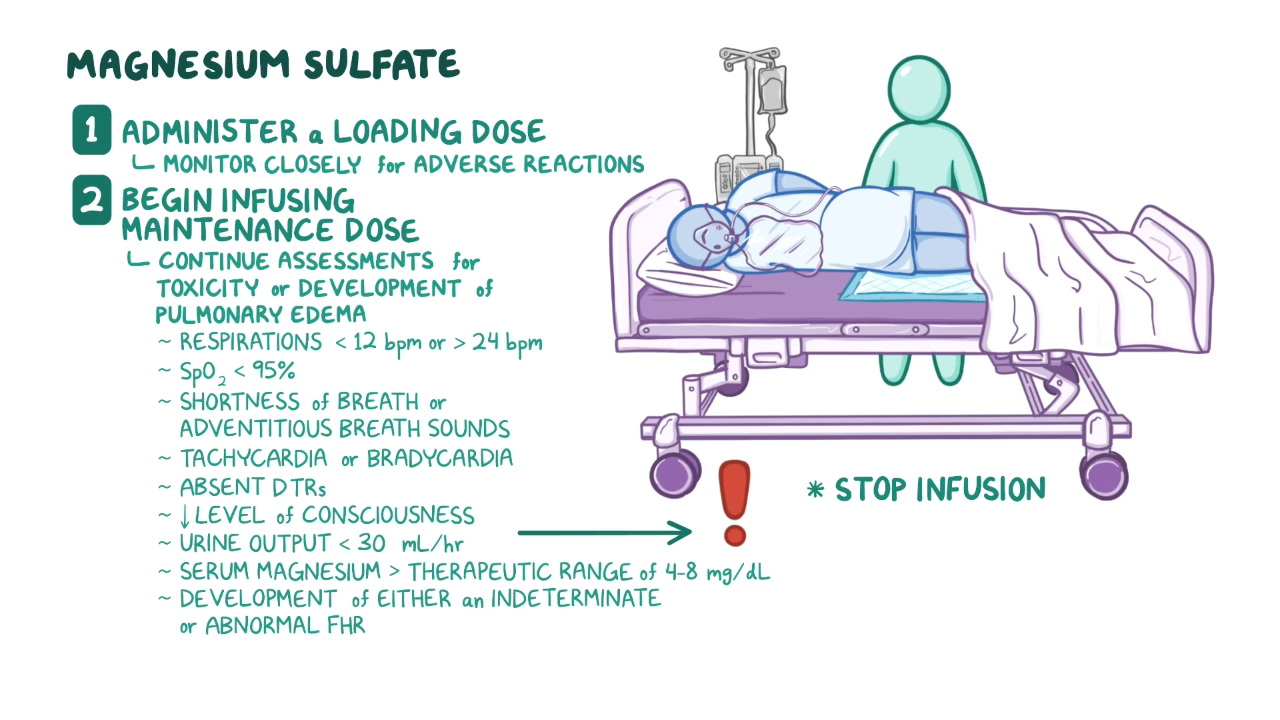 MAGNESIUM SULFATE
1 ADMINISTER a LOADING DOSE
MONITOR CLOSELY for ADVERSE REACTIONS
2 BEGIN INFUSING
MAINTENANCE DOSE
CONTINUE ASSESSMENTS for
TOXICITY or DEVELOPMENT of
PULMONARY EDEMA
~ RESPIRATIONS < 12 bpm or > 24 bpm
~ SpO₂ < 95%
~ SHORTNESS of BREATH or
ADVENTITIOUS BREATH SOUNDS
~ TACHYCARDIA or BRADYCARDIA
~ ABSENT DTRs
~ ↓ LEVEL of CONSCIOUSNESS
~ URINE OUTPUT < 30 mL/hr
~ SERUM MAGNESIUM > THERAPEUTIC RANGE of 4-8 mg/dL
~ DEVELOPMENT of EITHER an INDETERMINATE
or ABNORMAL FHR
!
* STOP INFUSION